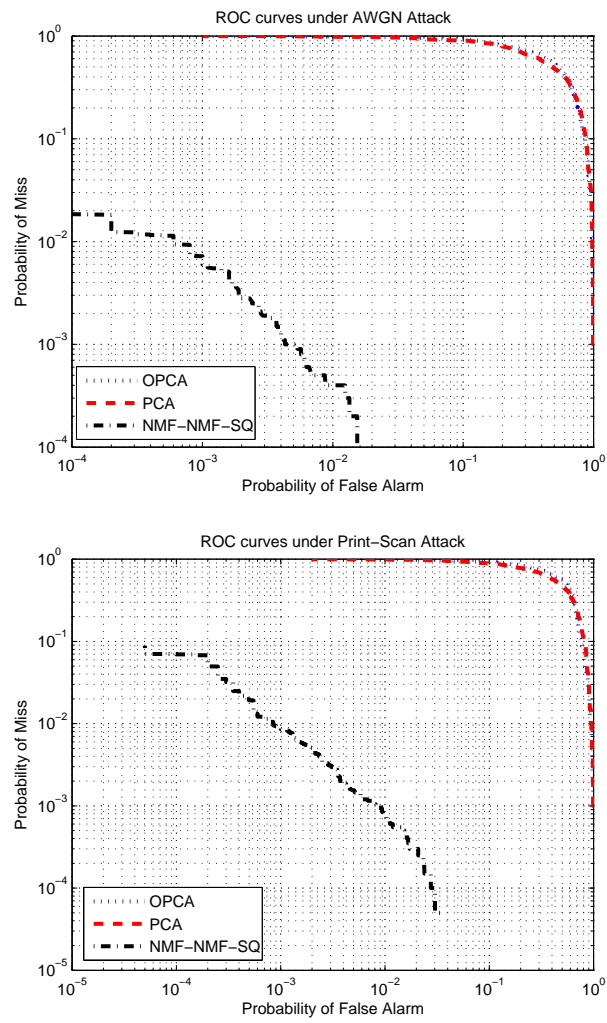 ROC curves under AWGN Attack
10^0
10^−1
10^−2
10^−3
10^−4
Probability of Miss
OPCA
PCA
NMF−NMF−SQ
10^−4 10^−3 10^−2 10^−1 10^0
Probability of False Alarm
ROC curves under Print−Scan Attack
10^0
10^−1
10^−2
10^−3
10^−4
10^−5
Probability of Miss
OPCA
PCA
NMF−NMF−SQ
10^−5 10^−4 10^−3 10^−2 10^−1 10^0
Probability of False Alarm